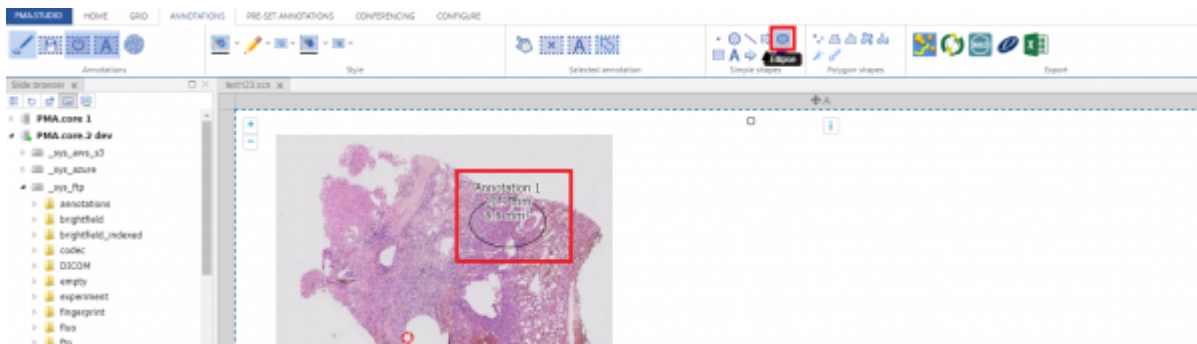 PMA.STUDIO HOME GRID ANNOTATIONS PRE-SET ANNOTATIONS CONFERENCING CONFIGURE
Annotations Style Selected annotation Simple shapes Polygon shapes Export
Ellipse
Slide browser test123.scn
A
PMA.core 1
PMA.core.2 dev
_sys_aws_s3
_sys_azure
_sys_ftp
annotations
brightfield
brightfield_indexed
codec
DICOM
empty
experiment
fingerprint
fluo
Annotation 1